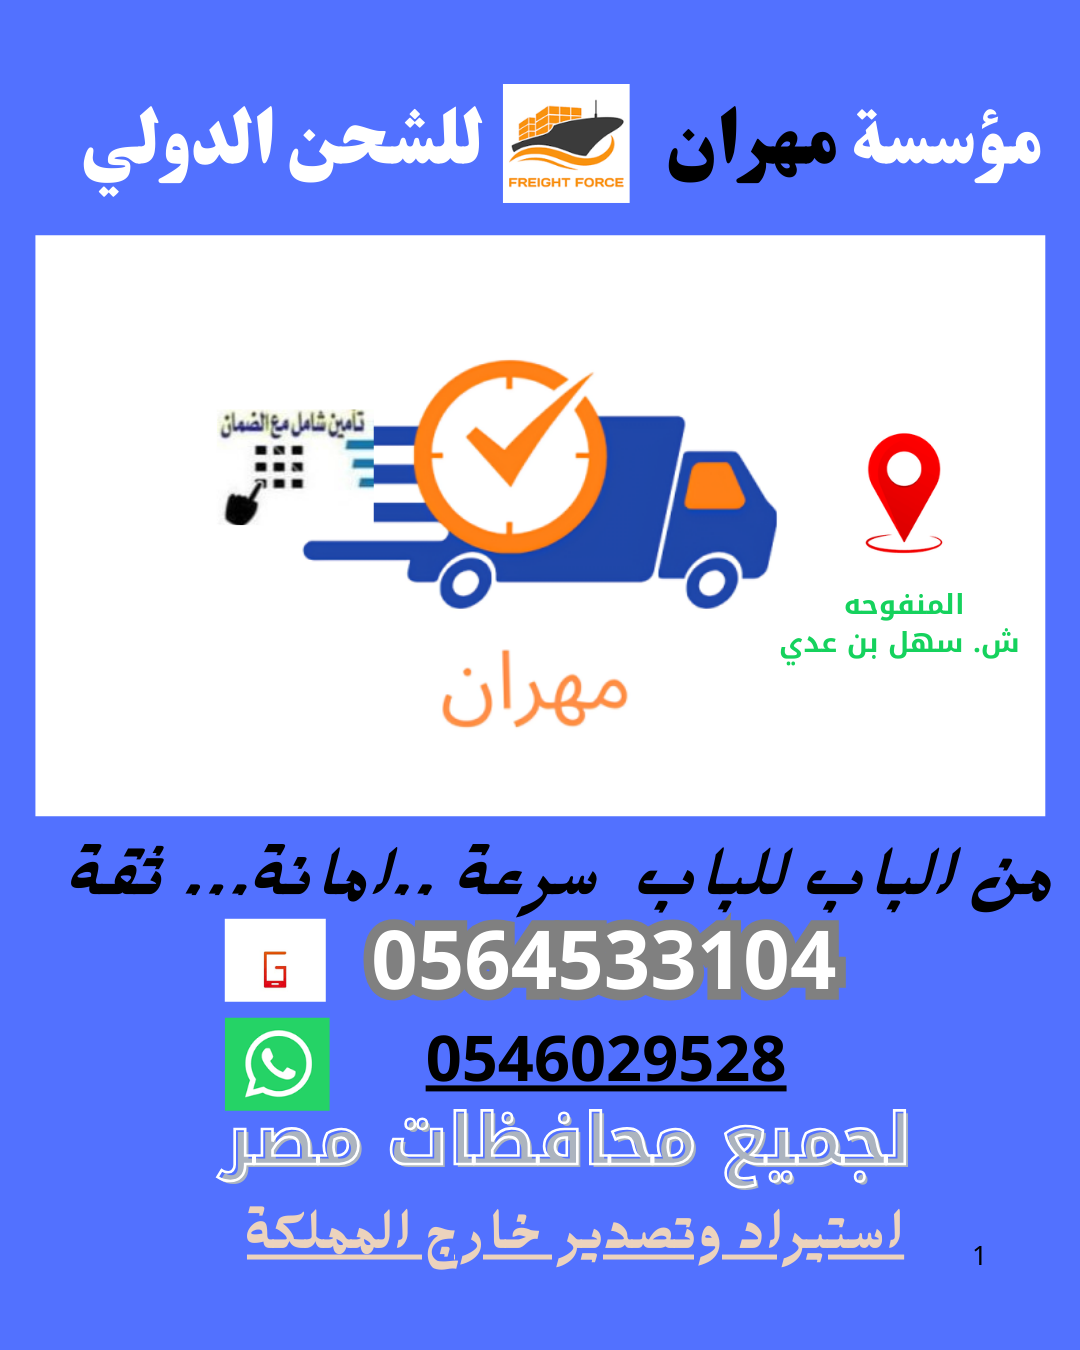 مؤسسة مهران للشحن الدولي
FREIGHT FORCE
تأمين شامل مع الضمان
المنفوحه
ش. سهل بن عدي
مهران
من الباب للباب سرعة ..امانة... ثقة
0564533104
0546029528
لجميع محافظات مصر
استيراد وتصدير خارج المملكة
1